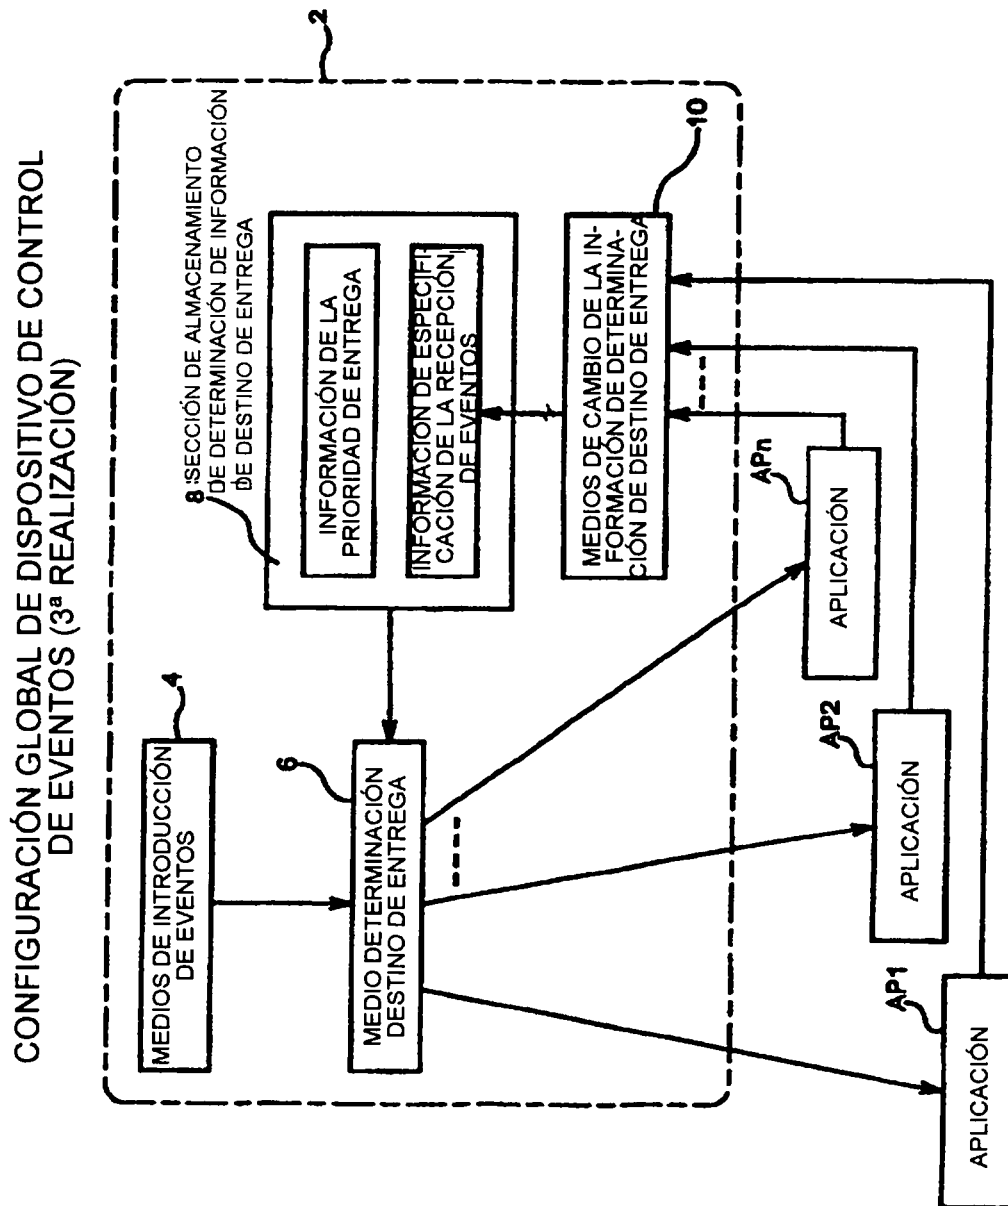 CONFIGURACIÓN GLOBAL DE DISPOSITIVO DE CONTROL
DE EVENTOS (3ª REALIZACIÓN)
2
4
MEDIOS DE INTRODUCCIÓN
DE EVENTOS
6
MEDIO DETERMINACIÓN
DESTINO DE ENTREGA
8
SECCIÓN DE ALMACENAMIENTO
DE DETERMINACIÓN DE INFORMACIÓN
DE DESTINO DE ENTREGA
INFORMACIÓN DE LA
PRIORIDAD DE ENTREGA
INFORMACIÓN DE ESPECIFI-
CACIÓN DE LA RECEPCIÓN
DE EVENTOS
10
MEDIOS DE CAMBIO DE LA IN-
FORMACIÓN DE DETERMINA-
CIÓN DE DESTINO DE ENTREGA
AP1
APLICACIÓN
AP2
APLICACIÓN
APn
APLICACIÓN